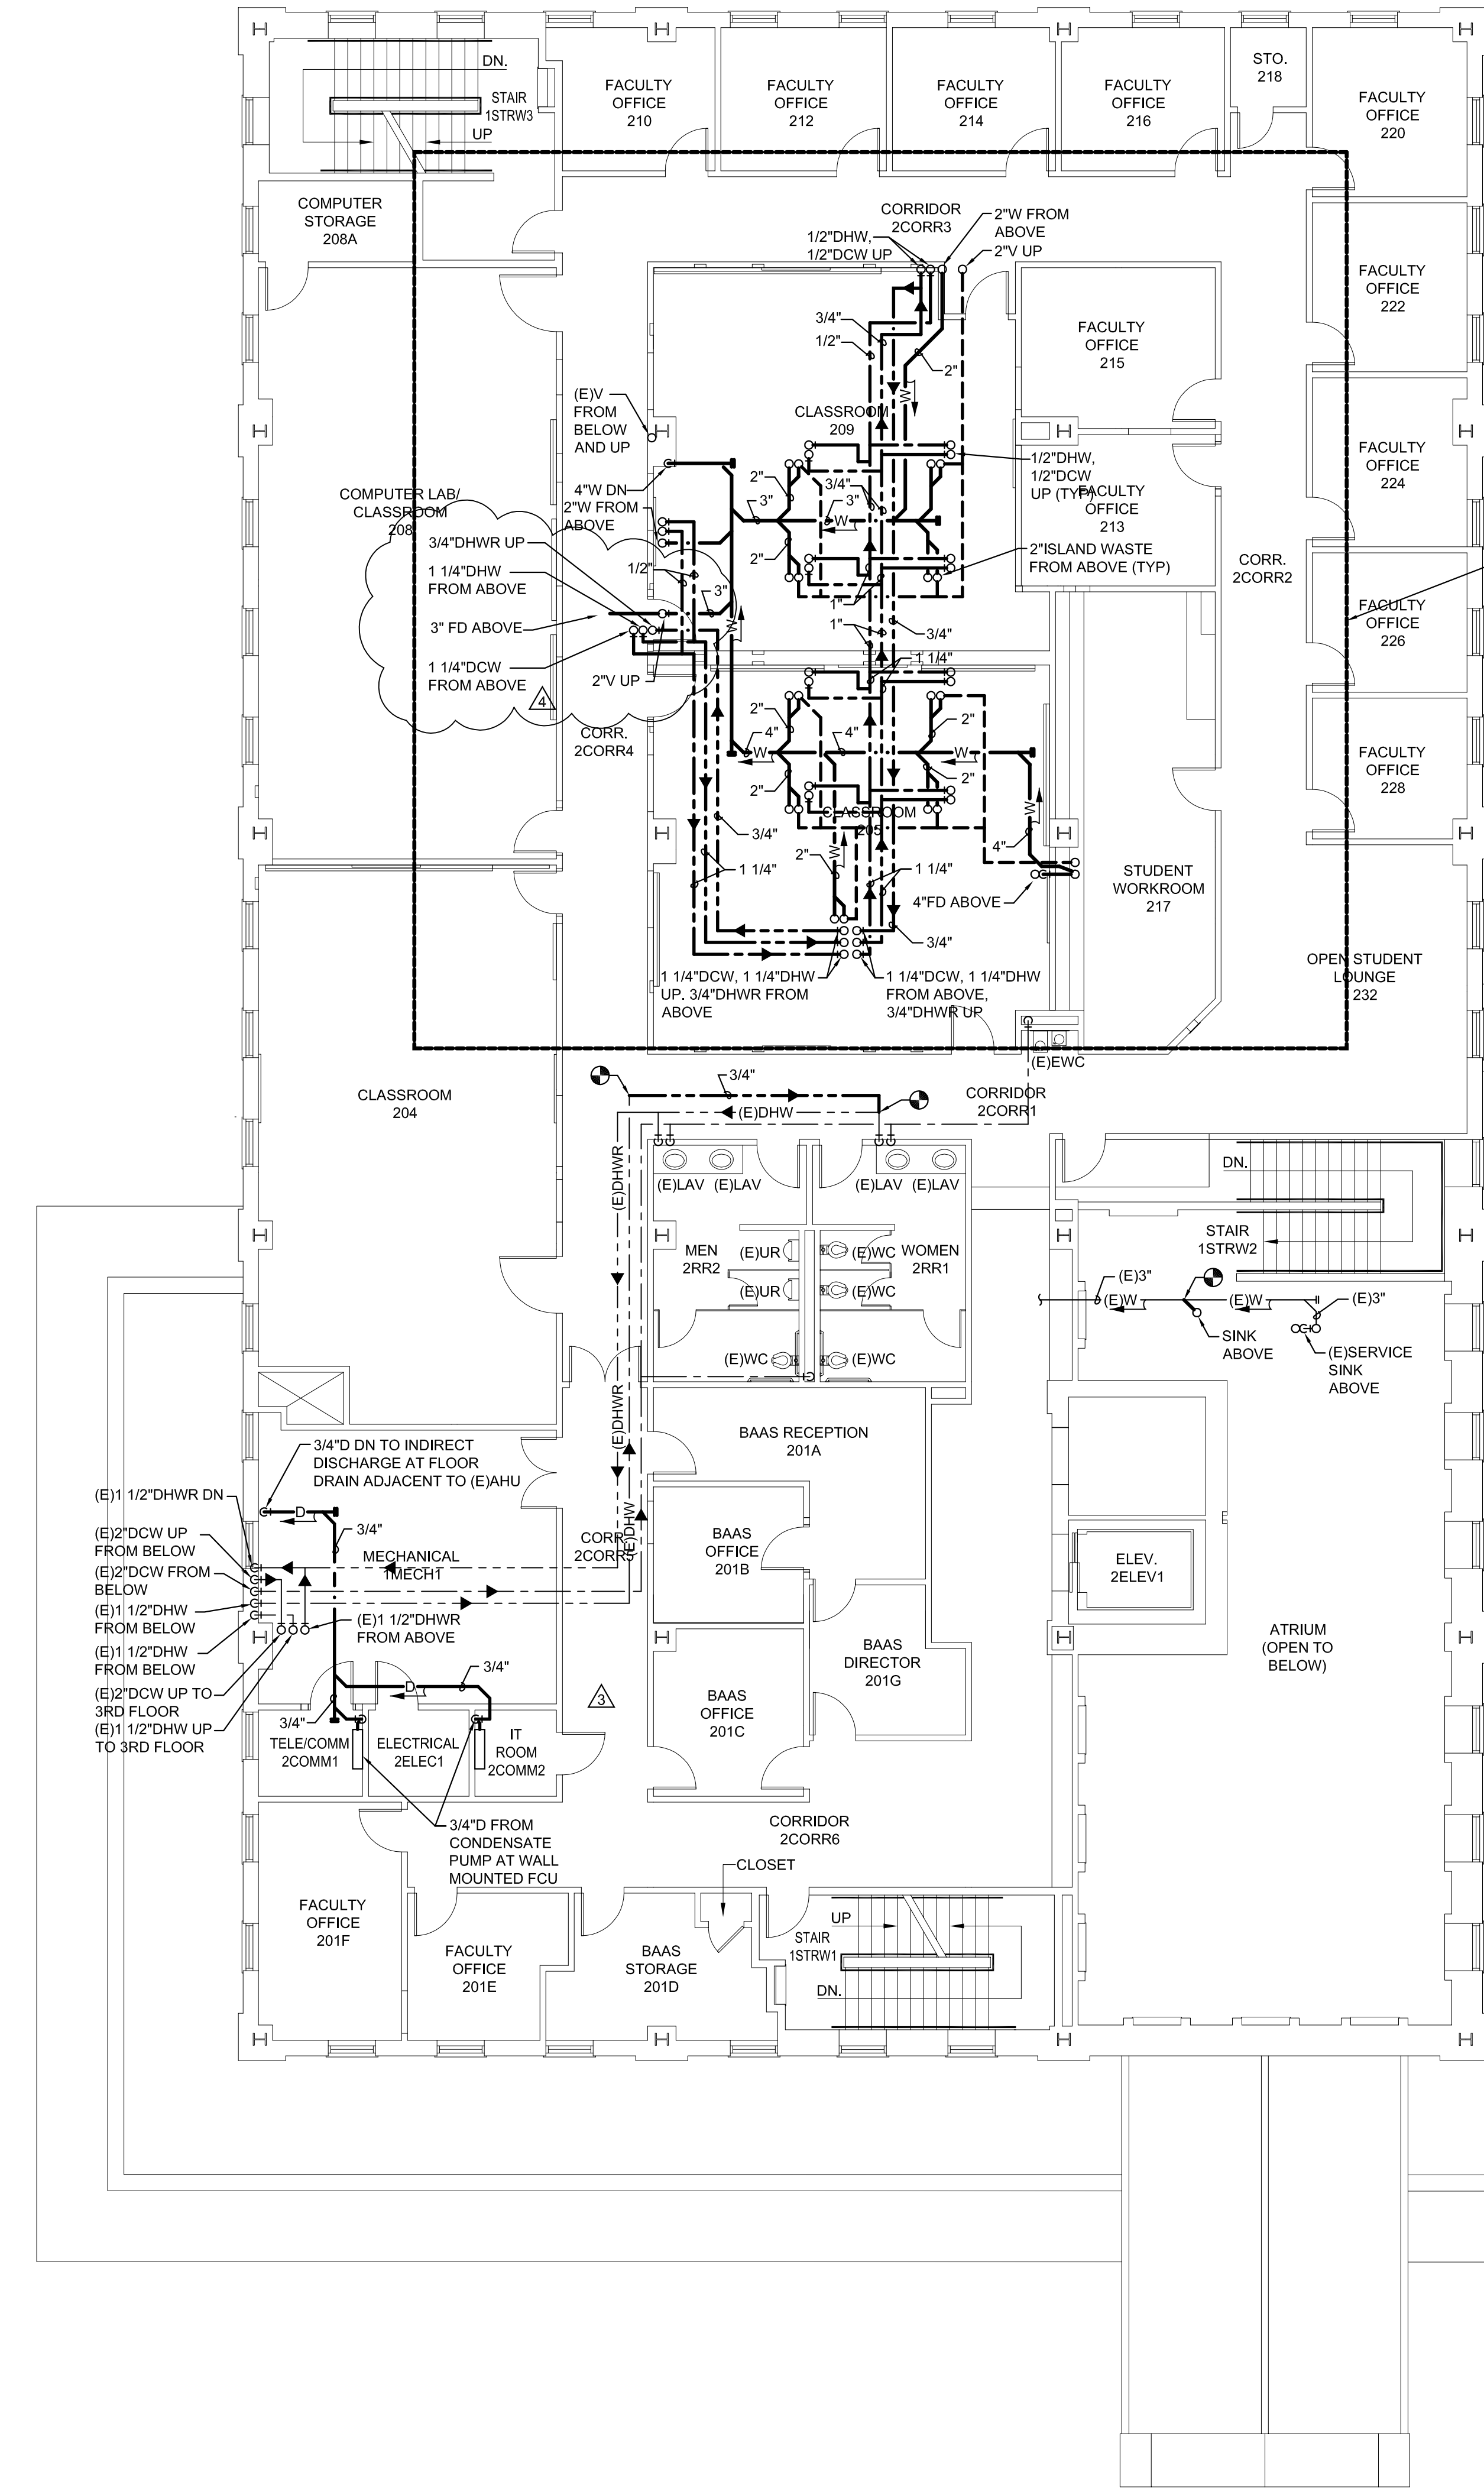 DN.
STAIR
1STRW3
UP
FACULTY
OFFICE
210
FACULTY
OFFICE
212
FACULTY
OFFICE
214
FACULTY
OFFICE
216
STO.
218
FACULTY
OFFICE
220
COMPUTER
STORAGE
208A
CORRIDOR
2CORR3
2"W FROM
ABOVE
2"V UP
1/2"DHW,
1/2"DCW UP
FACULTY
OFFICE
222
3/4"
1/2"
2"
W
FACULTY
OFFICE
215
(E)V
FROM
BELOW
AND UP
CLASSROOM
209
4"W DN
2"W FROM
ABOVE
2"
3"
3/4"
3"
W
2"
1/2"DHW,
1/2"DCW
UP (TYP)
FACULTY
OFFICE
213
FACULTY
OFFICE
224
COMPUTER LAB/
CLASSROOM
208
3/4"DHWR UP
1 1/4"DHW
FROM ABOVE
3" FD ABOVE
1 1/4"DCW
FROM ABOVE
4
1/2"
3"
W
2"V UP
2"ISLAND WASTE
FROM ABOVE (TYP)
CORR.
2CORR2
FACULTY
OFFICE
226
1"
1"
3/4"
1 1/4"
CORR.
2CORR4
2"
4"
W
4"
2"
W
2"
2"
FACULTY
OFFICE
228
CLASSROOM
205
3/4"
1 1/4"
2"
W
1 1/4"
W
4"
4"FD ABOVE
3/4"
STUDENT
WORKROOM
217
OPEN STUDENT
LOUNGE
232
1 1/4"DCW, 1 1/4"DHW
UP. 3/4"DHWR FROM
ABOVE
1 1/4"DCW, 1 1/4"DHW
FROM ABOVE,
3/4"DHWR UP
(E)EWC
CLASSROOM
204
3/4"
(E)DHW
CORRIDOR
2CORR1
(E)DHWR
(E)LAV
(E)LAV
(E)LAV
(E)LAV
MEN
2RR2
(E)UR
(E)UR
(E)WC
(E)WC
(E)WC
(E)WC
WOMEN
2RR1
DN.
STAIR
1STRW2
(E)3"
(E)W
(E)W
(E)3"
SINK
ABOVE
(E)SERVICE
SINK
ABOVE
(E)DHWR
(E)DHW
BAAS RECEPTION
201A
3/4"D DN TO INDIRECT
DISCHARGE AT FLOOR
DRAIN ADJACENT TO (E)AHU
D
3/4"
(E)1 1/2"DHWR DN
(E)2"DCW UP
FROM BELOW
(E)2"DCW FROM
BELOW
(E)1 1/2"DHW
FROM BELOW
(E)1 1/2"DHW
FROM BELOW
(E)2"DCW UP TO
3RD FLOOR
(E)1 1/2"DHW UP
TO 3RD FLOOR
MECHANICAL
1MECH1
(E)1 1/2"DHWR
FROM ABOVE
CORR.
2CORR5
BAAS
OFFICE
201B
ELEV.
2ELEV1
ATRIUM
(OPEN TO
BELOW)
BAAS
DIRECTOR
201G
BAAS
OFFICE
201C
3
D
3/4"
3/4"
TELE/COMM
2COMM1
ELECTRICAL
2ELEC1
IT
ROOM
2COMM2
3/4"D FROM
CONDENSATE
PUMP AT WALL
MOUNTED FCU
CORRIDOR
2CORR6
CLOSET
FACULTY
OFFICE
201F
FACULTY
OFFICE
201E
BAAS
STORAGE
201D
UP
STAIR
1STRW1
DN.